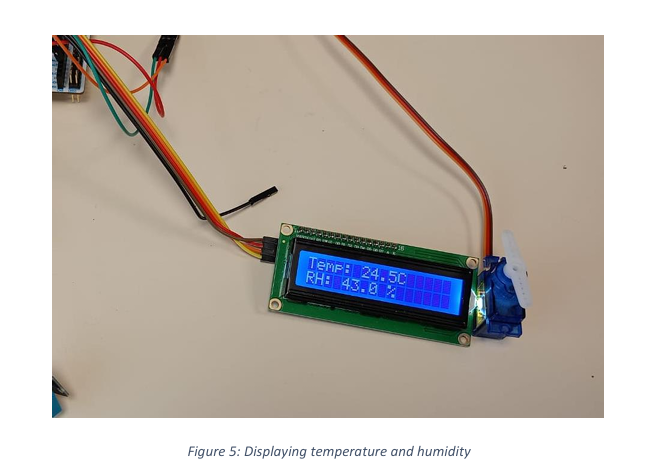 Temp: 24.5C
RH: 43.0 %
Figure 5: Displaying temperature and humidity